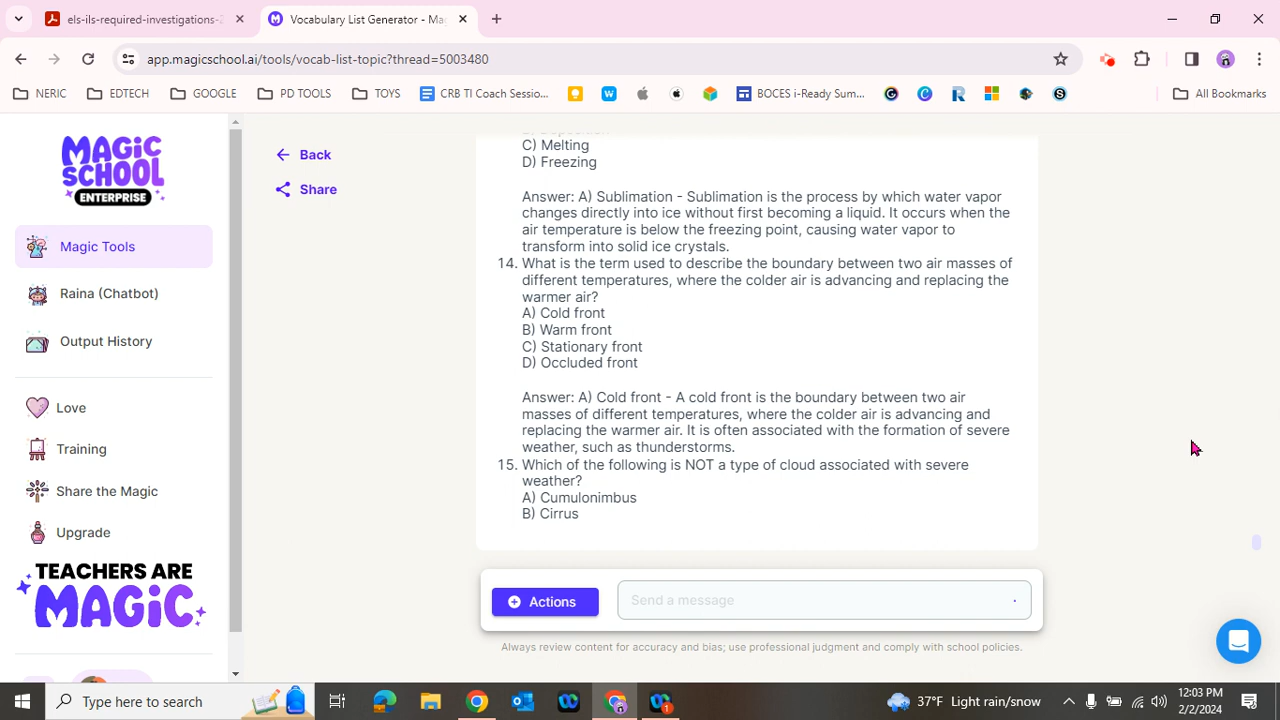 els-ils-required-investigations-
Vocabulary List Generator - Ma
app.magicschool.ai/tools/vocab-list-topic?thread=5003480
NERIC
EDTECH
GOOGLE
PD TOOLS
TOYS
CRB TI Coach Sessio...
BOCES i-Ready Sum...
All Bookmarks
MAGIC
SCHOOL
ENTERPRISE
Magic Tools
Raina (Chatbot)
Output History
Love
Training
Share the Magic
Upgrade
TEACHERS ARE
MAGIC
Back
Share
C) Melting
D) Freezing
Answer: A) Sublimation - Sublimation is the process by which water vapor
changes directly into ice without first becoming a liquid. It occurs when the
air temperature is below the freezing point, causing water vapor to
transform into solid ice crystals.
14. What is the term used to describe the boundary between two air masses of
different temperatures, where the colder air is advancing and replacing the
warmer air?
A) Cold front
B) Warm front
C) Stationary front
D) Occluded front
Answer: A) Cold front - A cold front is the boundary between two air
masses of different temperatures, where the colder air is advancing and
replacing the warmer air. It is often associated with the formation of severe
weather, such as thunderstorms.
15. Which of the following is NOT a type of cloud associated with severe
weather?
A) Cumulonimbus
B) Cirrus
Actions
Send a message
Always review content for accuracy and bias; use professional judgment and comply with school policies.
Type here to search
37°F Light rain/snow
12:03 PM
2/2/2024